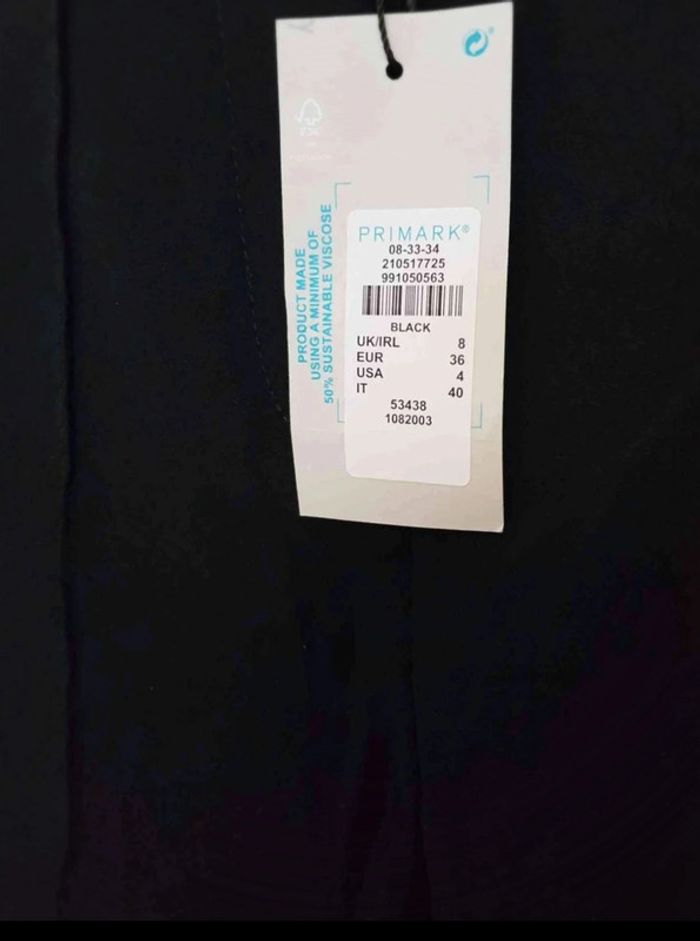 PRODUCT MADE
USING A MINIMUM OF
50% SUSTAINABLE VISCOSE
PRIMARK®
08-33-34
210517725
991050563
BLACK
UK/IRL 8
EUR 36
USA 4
IT 40
53438
1082003